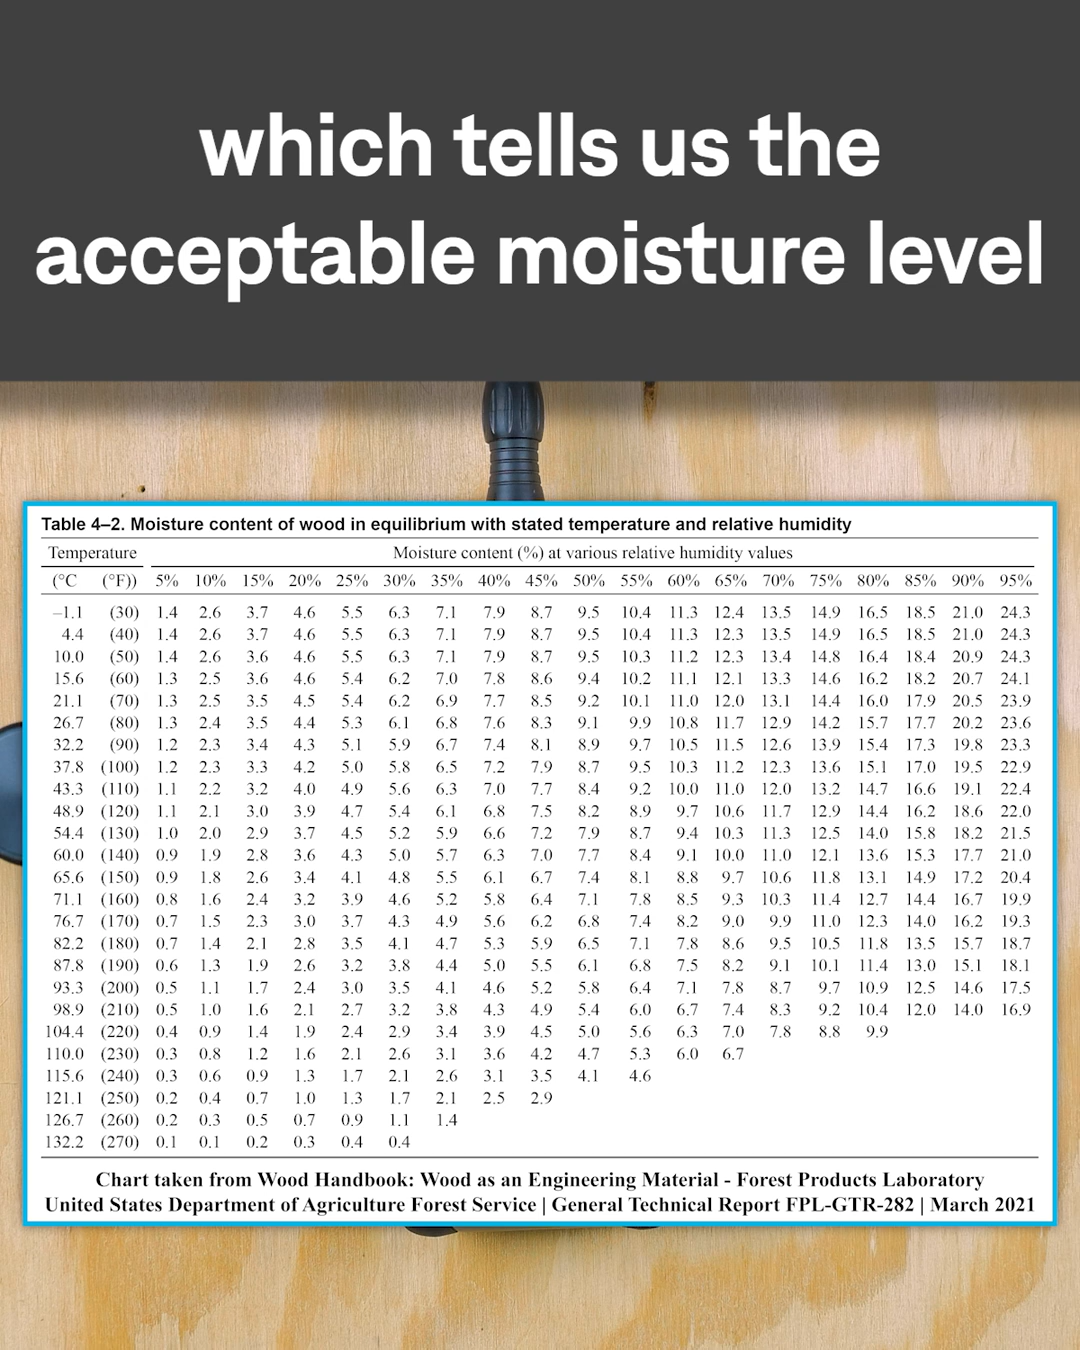 which tells us the
acceptable moisture level
Table 4–2. Moisture content of wood in equilibrium with stated temperature and relative humidity
Temperature Moisture content (%) at various relative humidity values
(°C (°F)) 5% 10% 15% 20% 25% 30% 35% 40% 45% 50% 55% 60% 65% 70% 75% 80% 85% 90% 95%
–1.1 (30) 1.4 2.6 3.7 4.6 5.5 6.3 7.1 7.9 8.7 9.5 10.4 11.3 12.4 13.5 14.9 16.5 18.5 21.0 24.3
4.4 (40) 1.4 2.6 3.7 4.6 5.5 6.3 7.1 7.9 8.7 9.5 10.4 11.3 12.3 13.5 14.9 16.5 18.5 21.0 24.3
10.0 (50) 1.4 2.6 3.6 4.6 5.5 6.3 7.1 7.9 8.7 9.5 10.3 11.2 12.3 13.4 14.8 16.4 18.4 20.9 24.3
15.6 (60) 1.3 2.5 3.6 4.6 5.4 6.2 7.0 7.8 8.6 9.4 10.2 11.1 12.1 13.3 14.6 16.2 18.2 20.7 24.1
21.1 (70) 1.3 2.5 3.5 4.5 5.4 6.2 6.9 7.7 8.5 9.2 10.1 11.0 12.0 13.1 14.4 16.0 17.9 20.5 23.9
26.7 (80) 1.3 2.4 3.5 4.4 5.3 6.1 6.8 7.6 8.3 9.1 9.9 10.8 11.7 12.9 14.2 15.7 17.7 20.2 23.6
32.2 (90) 1.2 2.3 3.4 4.3 5.1 5.9 6.7 7.4 8.1 8.9 9.7 10.5 11.5 12.6 13.9 15.4 17.3 19.8 23.3
37.8 (100) 1.2 2.3 3.3 4.2 5.0 5.8 6.5 7.2 7.9 8.7 9.5 10.3 11.2 12.3 13.6 15.1 17.0 19.5 22.9
43.3 (110) 1.1 2.2 3.2 4.0 4.9 5.6 6.3 7.0 7.7 8.4 9.2 10.0 11.0 12.0 13.2 14.7 16.6 19.1 22.4
48.9 (120) 1.1 2.1 3.0 3.9 4.7 5.4 6.1 6.8 7.5 8.2 8.9 9.7 10.6 11.7 12.9 14.4 16.2 18.6 22.0
54.4 (130) 1.0 2.0 2.9 3.7 4.5 5.2 5.9 6.6 7.2 7.9 8.7 9.4 10.3 11.3 12.5 14.0 15.8 18.2 21.5
60.0 (140) 0.9 1.9 2.8 3.6 4.3 5.0 5.7 6.3 7.0 7.7 8.4 9.1 10.0 11.0 12.1 13.6 15.3 17.7 21.0
65.6 (150) 0.9 1.8 2.6 3.4 4.1 4.8 5.5 6.1 6.7 7.4 8.1 8.8 9.7 10.6 11.8 13.1 14.9 17.2 20.4
71.1 (160) 0.8 1.6 2.4 3.2 3.9 4.6 5.2 5.8 6.4 7.1 7.8 8.5 9.3 10.3 11.4 12.7 14.4 16.7 19.9
76.7 (170) 0.7 1.5 2.3 3.0 3.7 4.3 4.9 5.6 6.2 6.8 7.4 8.2 9.0 9.9 11.0 12.3 14.0 16.2 19.3
82.2 (180) 0.7 1.4 2.1 2.8 3.5 4.1 4.7 5.3 5.9 6.5 7.1 7.8 8.6 9.5 10.5 11.8 13.5 15.7 18.7
87.8 (190) 0.6 1.3 1.9 2.6 3.2 3.8 4.4 5.0 5.5 6.1 6.8 7.5 8.2 9.1 10.1 11.4 13.0 15.1 18.1
93.3 (200) 0.5 1.1 1.7 2.4 3.0 3.5 4.1 4.6 5.2 5.8 6.4 7.1 7.8 8.7 9.7 10.9 12.5 14.6 17.5
98.9 (210) 0.5 1.0 1.6 2.1 2.7 3.2 3.8 4.3 4.9 5.4 6.0 6.7 7.4 8.3 9.2 10.4 12.0 14.0 16.9
104.4 (220) 0.4 0.9 1.4 1.9 2.4 2.9 3.4 3.9 4.5 5.0 5.6 6.3 7.0 7.8 8.8 9.9
110.0 (230) 0.3 0.8 1.2 1.6 2.1 2.6 3.1 3.6 4.2 4.7 5.3 6.0 6.7
115.6 (240) 0.3 0.6 0.9 1.3 1.7 2.1 2.6 3.1 3.5 4.1 4.6
121.1 (250) 0.2 0.4 0.7 1.0 1.3 1.7 2.1 2.5 2.9
126.7 (260) 0.2 0.3 0.5 0.7 0.9 1.1 1.4
132.2 (270) 0.1 0.1 0.2 0.3 0.4 0.4
Chart taken from Wood Handbook: Wood as an Engineering Material - Forest Products Laboratory
United States Department of Agriculture Forest Service | General Technical Report FPL-GTR-282 | March 2021